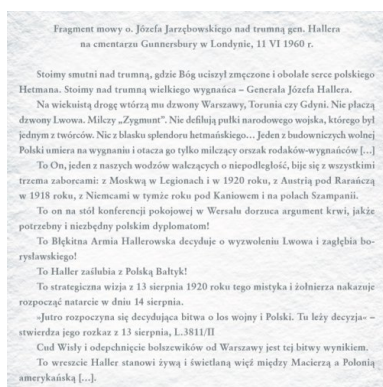 Fragment mowy o. Józefa Jarzębowskiego nad trumną gen. Hallera
na cmentarzu Gunnersbury w Londynie, 11 VI 1960 r.
Stoimy smutni nad trumną, gdzie Bóg uciszył zmęczone i obolałe serce polskiego
Hetmana. Stoimy nad trumną wielkiego wygnańca – Generała Józefa Hallera.
Na wiekuistą drogę wtórzą mu dzwony Warszawy, Torunia czy Gdyni. Nie płaczą
dzwony Lwowa. Milczy „Zygmunt". Nie defilują pułki narodowego wojska, którego był
jednym z twórców. Nic z blasku splendoru hetmańskiego... Jeden z budowniczych wolnej
Polski umiera na wygnaniu i otacza go tylko milczący orszak rodaków-wygnańców [...]
To On, jeden z naszych wodzów walczących o niepodległość, bije się z wszystkimi
trzema zaborcami: z Moskwą w Legionach i w 1920 roku, z Austrią pod Rarańczą
w 1918 roku, z Niemcami w tymże roku pod Kaniowem i na polach Szampanii.
To on na stół konferencji pokojowej w Wersalu dorzuca argument krwi, jakże
potrzebny i niezbędny polskim dyplomatom!
To Błękitna Armia Hallerowska decyduje o wyzwoleniu Lwowa i zagłębia bo-
rysławskiego!
To Haller zaślubia z Polską Bałtyk!
To strategiczna wizja z 13 sierpnia 1920 roku tego mistyka i żołnierza nakazuje
rozpocząć natarcie w dniu 14 sierpnia.
»Jutro rozpoczyna się decydująca bitwa o los wojny i Polski. Tu leży decyzja« –
stwierdza jego rozkaz z 13 sierpnia, L.3811/II
Cud Wisły i odepchnięcie bolszewików od Warszawy jest tej bitwy wynikiem.
To wreszcie Haller stanowi żywą i świetlaną więź między Macierzą a Polonią
amerykańską [...].